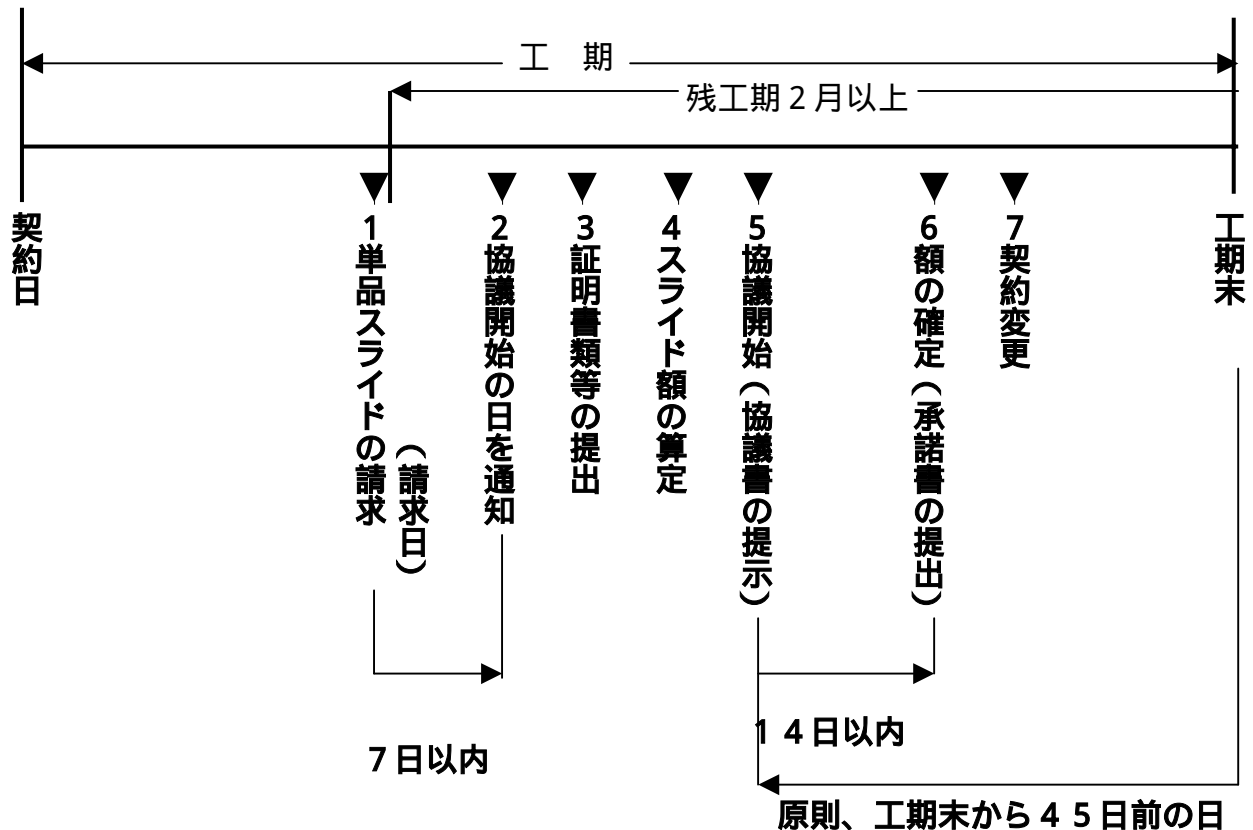 工　期
残工期２月以上
契約日
１単品スライドの請求
（請求日）
２協議開始の日を通知
３証明書類等の提出
４スライド額の算定
５協議開始（協議書の提示）
６額の確定（承諾書の提出）
７契約変更
工期末
７日以内
１４日以内
原則、工期末から４５日前の日